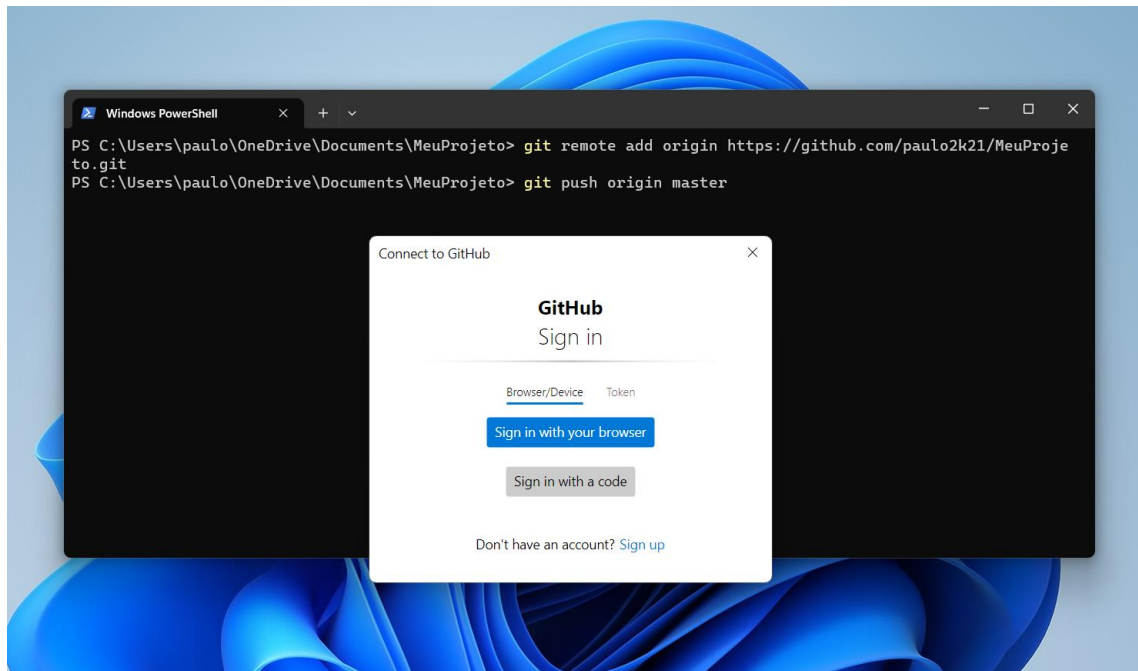 Windows PowerShell
PS C:\Users\paulo\OneDrive\Documents\MeuProjeto> git remote add origin https://github.com/paulo2k21/MeuProje
to.git
PS C:\Users\paulo\OneDrive\Documents\MeuProjeto> git push origin master
Connect to GitHub
GitHub
Sign in
Browser/Device Token
Sign in with your browser
Sign in with a code
Don't have an account? Sign up